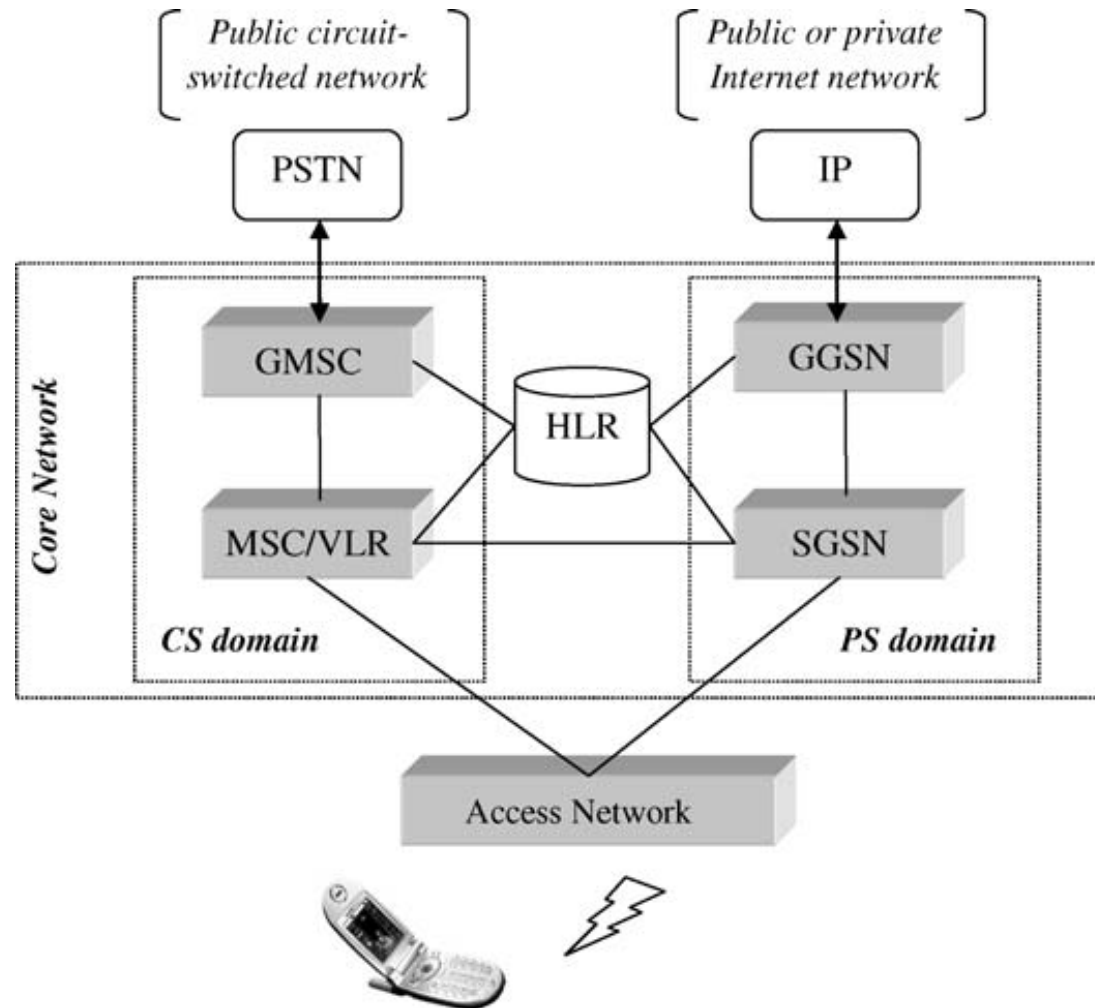 Public circuit-
switched network
Public or private
Internet network
PSTN
IP
GMSC
GGSN
HLR
Core Network
MSC/VLR
SGSN
CS domain
PS domain
Access Network